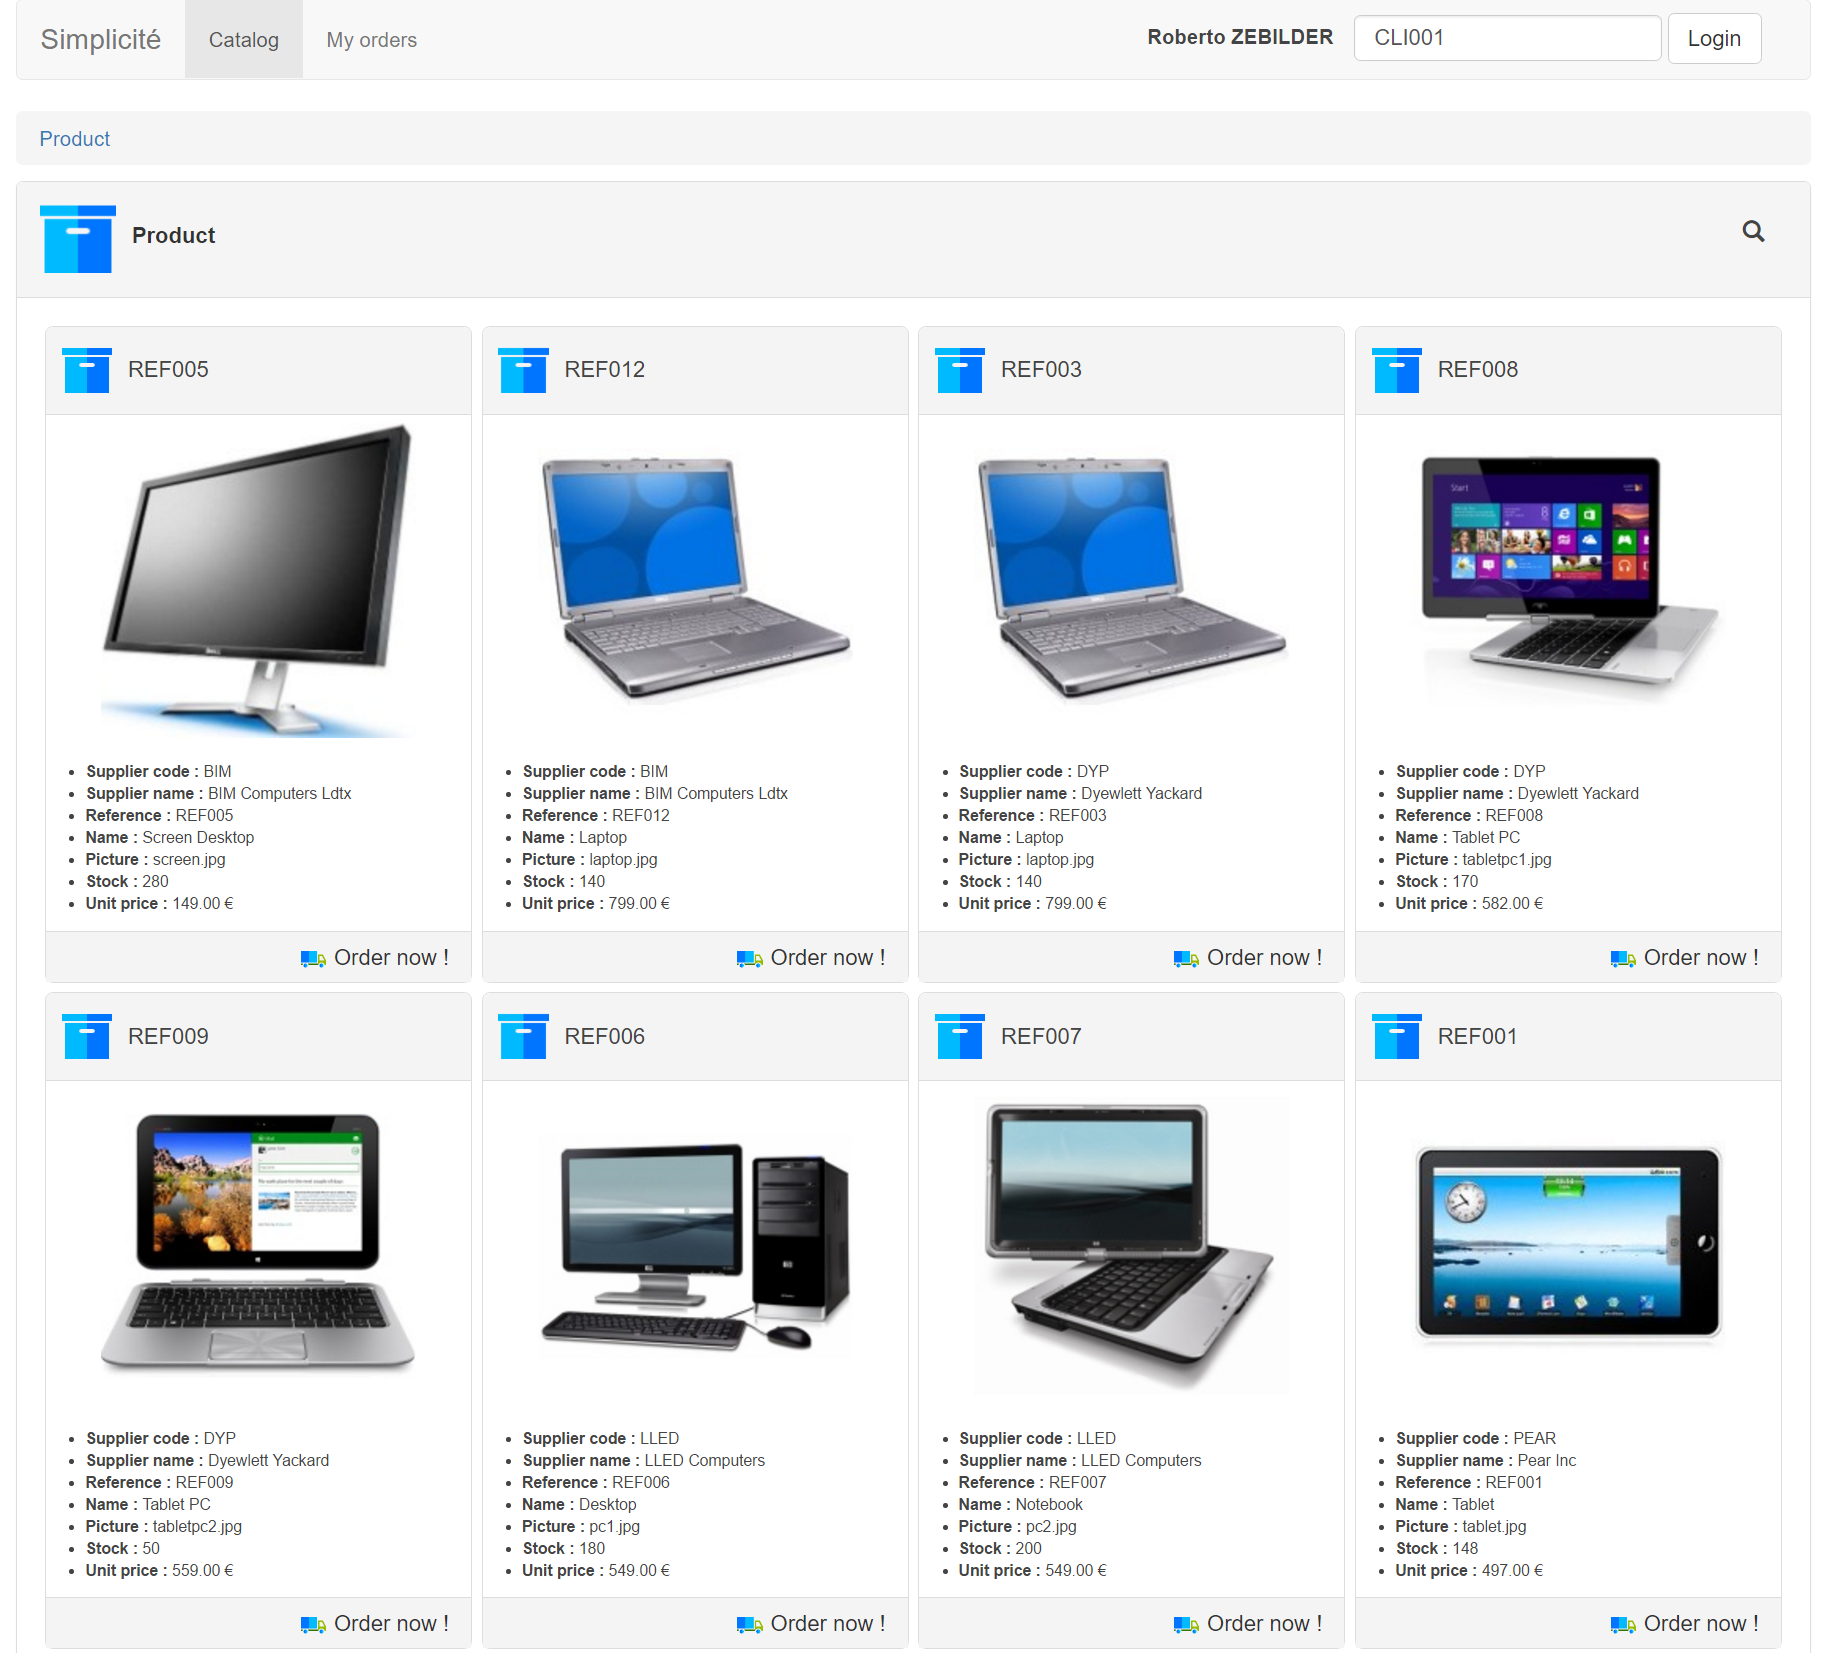 Simplicité
Catalog
My orders
Roberto ZEBILDER
CLI001
Login
Product
Product
REF005
Supplier code : BIM
Supplier name : BIM Computers Ldtx
Reference : REF005
Name : Screen Desktop
Picture : screen.jpg
Stock : 280
Unit price : 149.00 €
Order now !
REF012
Supplier code : BIM
Supplier name : BIM Computers Ldtx
Reference : REF012
Name : Laptop
Picture : laptop.jpg
Stock : 140
Unit price : 799.00 €
Order now !
REF003
Supplier code : DYP
Supplier name : Dyewlett Yackard
Reference : REF003
Name : Laptop
Picture : laptop.jpg
Stock : 140
Unit price : 799.00 €
Order now !
REF008
Start
Supplier code : DYP
Supplier name : Dyewlett Yackard
Reference : REF008
Name : Tablet PC
Picture : tabletpc1.jpg
Stock : 170
Unit price : 582.00 €
Order now !
REF009
Supplier code : DYP
Supplier name : Dyewlett Yackard
Reference : REF009
Name : Tablet PC
Picture : tabletpc2.jpg
Stock : 50
Unit price : 559.00 €
Order now !
REF006
Supplier code : LLED
Supplier name : LLED Computers
Reference : REF006
Name : Desktop
Picture : pc1.jpg
Stock : 180
Unit price : 549.00 €
Order now !
REF007
Supplier code : LLED
Supplier name : LLED Computers
Reference : REF007
Name : Notebook
Picture : pc2.jpg
Stock : 200
Unit price : 549.00 €
Order now !
REF001
Supplier code : PEAR
Supplier name : Pear Inc
Reference : REF001
Name : Tablet
Picture : tablet.jpg
Stock : 148
Unit price : 497.00 €
Order now !